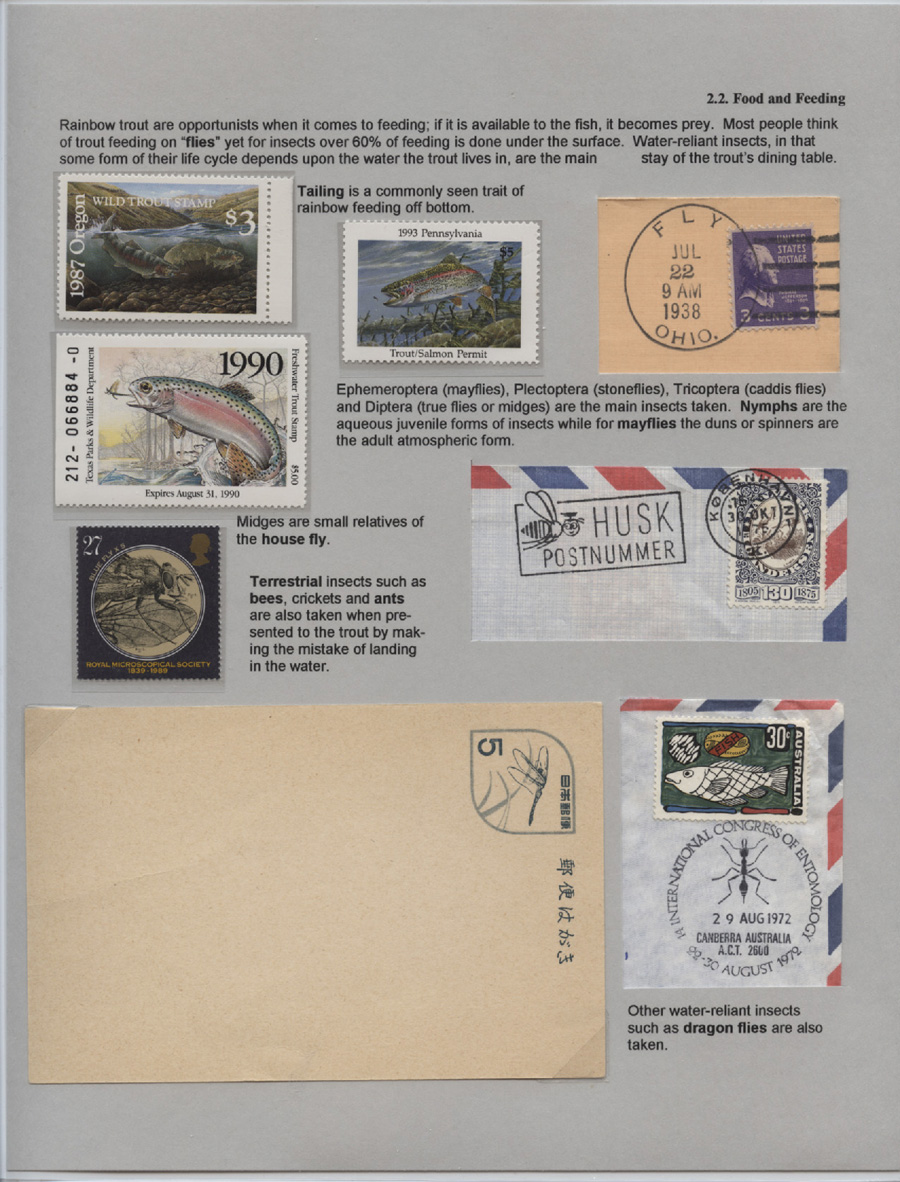 2.2. Food and Feeding
Rainbow trout are opportunists when it comes to feeding; if it is available to the fish, it becomes prey. Most people think
of trout feeding on "flies" yet for insects over 60% of feeding is done under the surface. Water-reliant insects, in that
some form of their life cycle depends upon the water the trout lives in, are the main stay of the trout's dining table.
1987 Oregon
WILD TROUT STAMP
$3
Tailing is a commonly seen trait of
rainbow feeding off bottom.
1993 Pennsylvania
$5
Trout/Salmon Permit
FLY
JUL
22
9 AM
1938
OHIO.
UNITED
STATES
POSTAGE
3 CENTS 3
212- 066884 -0
Texas Parks & Wildlife Department
1990
Freshwater Trout Stamp
$5.00
Expires August 31, 1990
Ephemeroptera (mayflies), Plectoptera (stoneflies), Tricoptera (caddis flies)
and Diptera (true flies or midges) are the main insects taken. Nymphs are the
aqueous juvenile forms of insects while for mayflies the duns or spinners are
the adult atmospheric form.
HUSK
POSTNUMMER
KØBENHAVN
K.
1805 130 1875
Midges are small relatives of
the house fly.
27
BLUE FLY X5
ROYAL MICROSCOPICAL SOCIETY
1839-1989
Terrestrial insects such as
bees, crickets and ants
are also taken when pre-
sented to the trout by mak-
ing the mistake of landing
in the water.
5
日本郵便
郵便はがき
30c
AUSTRALIA
14 INTERNATIONAL CONGRESS OF ENTOMOLOGY
29 AUG 1972
CANBERRA AUSTRALIA
A.C.T. 2600
22-30 AUGUST 1972
Other water-reliant insects
such as dragon flies are also
taken.